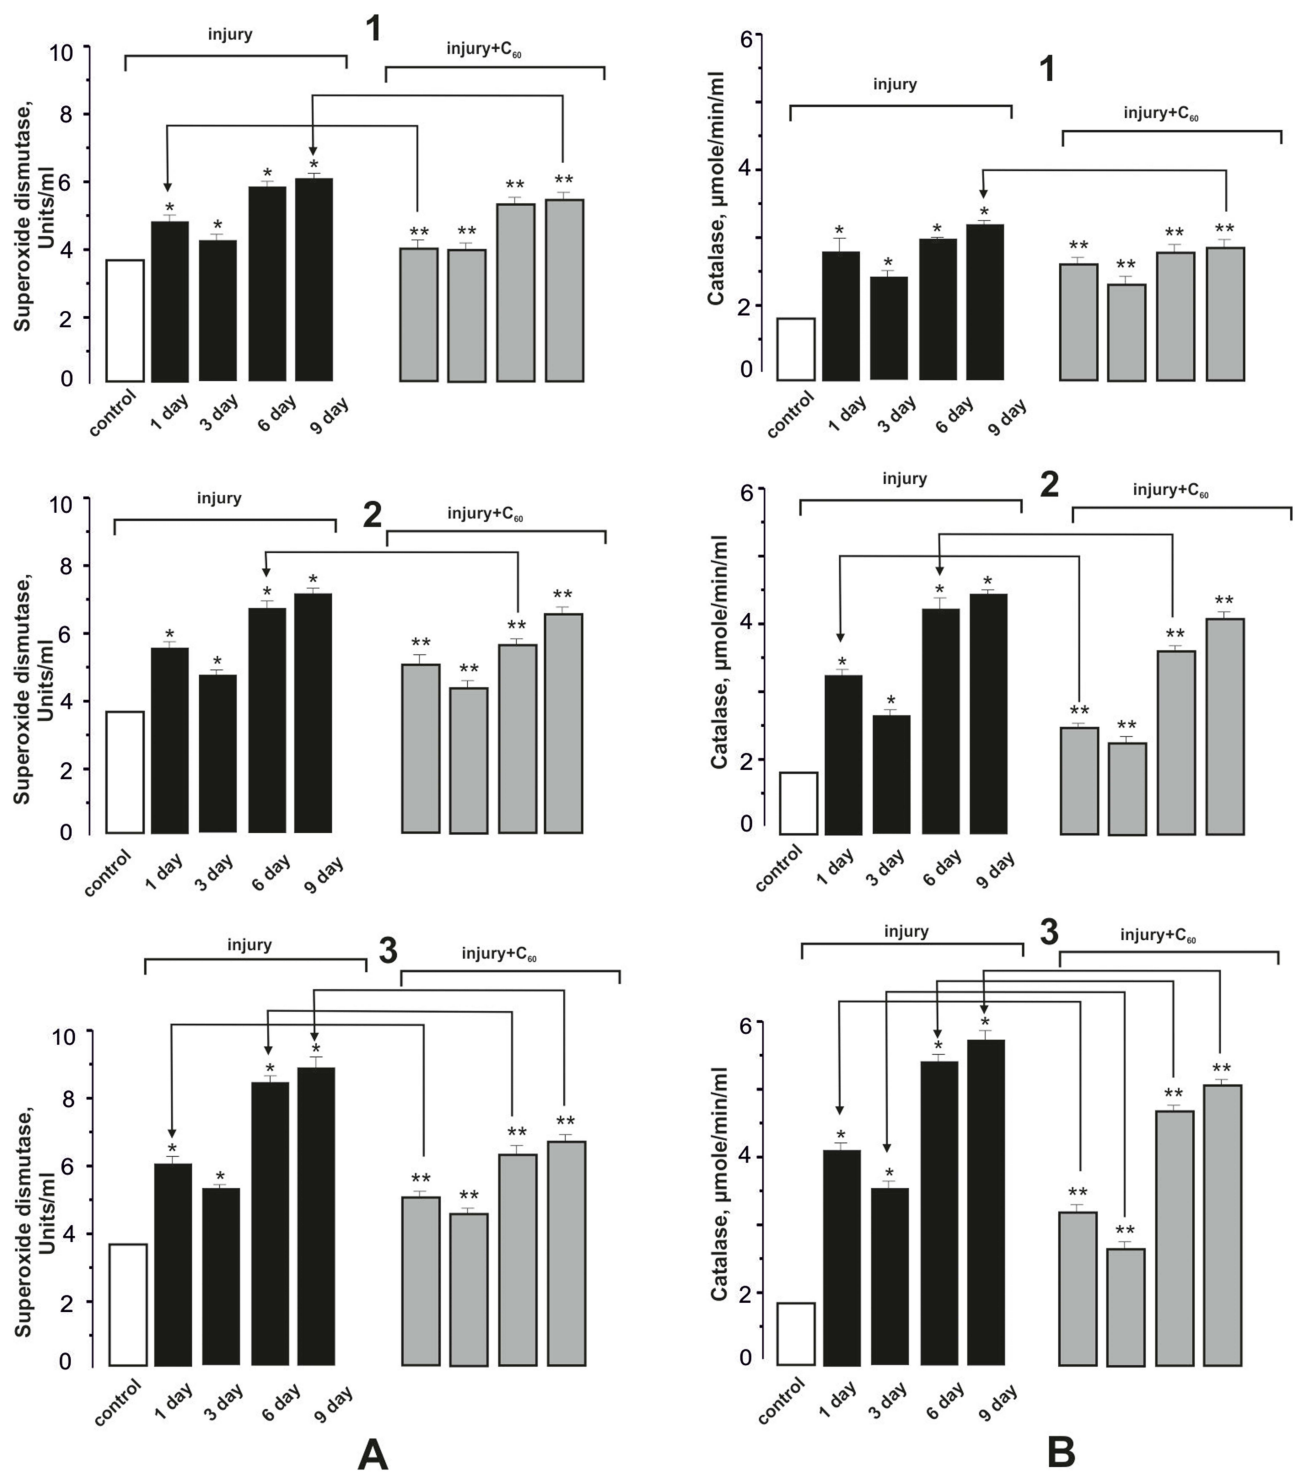 1
injury
injury+C60
10
8
6
4
2
0
Superoxide dismutase,
Units/ml
* * * *
** ** ** **
control 1 day 3 day 6 day 9 day
1
injury
injury+C60
6
4
2
0
Catalase, µmole/min/ml
* * * *
** ** ** **
control 1 day 3 day 6 day 9 day
2
injury
injury+C60
10
8
6
4
2
0
Superoxide dismutase,
Units/ml
* * * *
** ** ** **
control 1 day 3 day 6 day 9 day
2
injury
injury+C60
6
4
2
0
Catalase, µmole/min/ml
* * * *
** ** ** **
control 1 day 3 day 6 day 9 day
3
injury
injury+C60
10
8
6
4
2
0
Superoxide dismutase,
Units/ml
* * * *
** ** ** **
control 1 day 3 day 6 day 9 day
A
3
injury
injury+C60
6
4
2
0
Catalase, µmole/min/ml
* * * *
** ** ** **
control 1 day 3 day 6 day 9 day
B